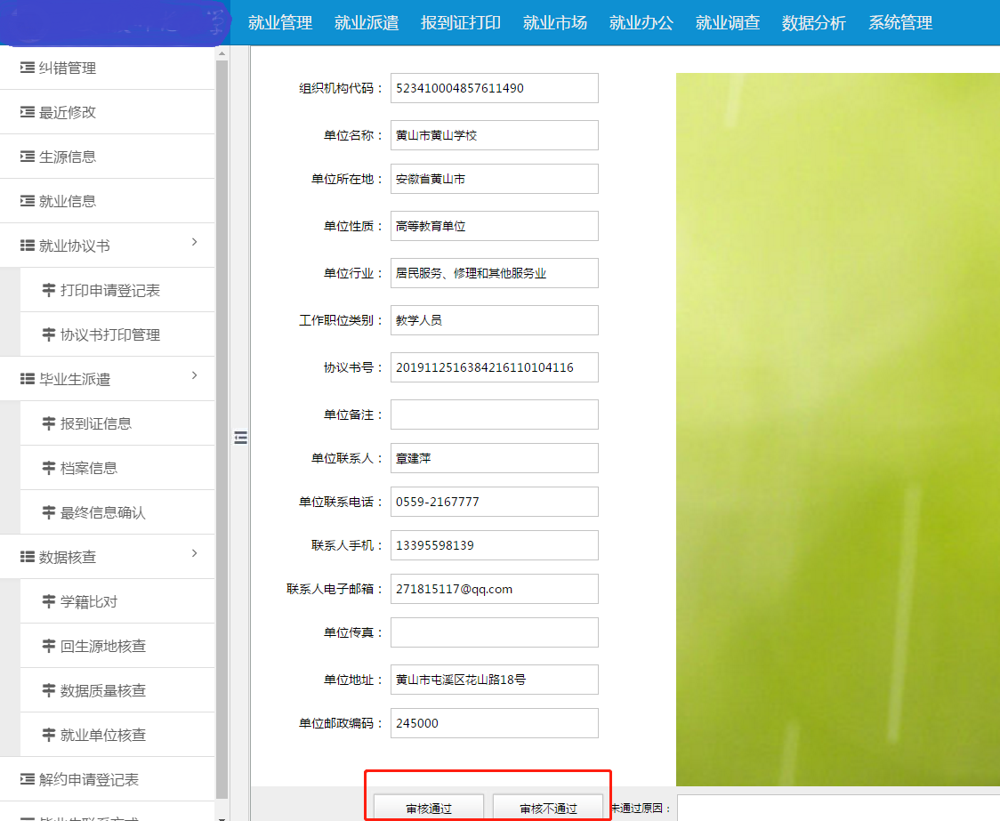 学
就业管理 就业派遣 报到证打印 就业市场 就业办公 就业调查 数据分析 系统管理
纠错管理
最近修改
生源信息
就业信息
就业协议书
打印申请登记表
协议书打印管理
毕业生派遣
报到证信息
档案信息
最终信息确认
数据核查
学籍比对
回生源地核查
数据质量核查
就业单位核查
解约申请登记表
毕业生联系方式
组织机构代码： 523410004857611490
单位名称： 黄山市黄山学校
单位所在地： 安徽省黄山市
单位性质： 高等教育单位
单位行业： 居民服务、修理和其他服务业
工作职位类别： 教学人员
协议书号： 2019112516384216110104116
单位备注：
单位联系人： 章建萍
单位联系电话： 0559-2167777
联系人手机： 13395598139
联系人电子邮箱： 271815117@qq.com
单位传真：
单位地址： 黄山市屯溪区花山路18号
单位邮政编码： 245000
审核通过 审核不通过 未通过原因：